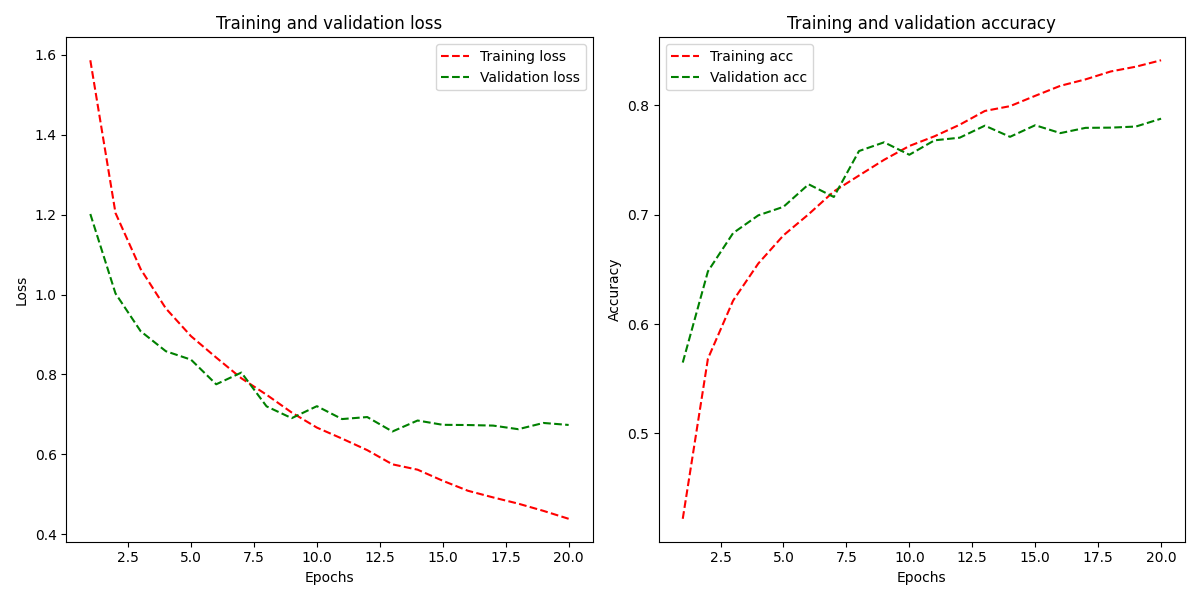 Training and validation loss
Training loss
Validation loss
1.6
1.4
1.2
1.0
0.8
0.6
0.4
Loss
2.5 5.0 7.5 10.0 12.5 15.0 17.5 20.0
Epochs
Training and validation accuracy
Training acc
Validation acc
0.8
0.7
0.6
0.5
Accuracy
2.5 5.0 7.5 10.0 12.5 15.0 17.5 20.0
Epochs